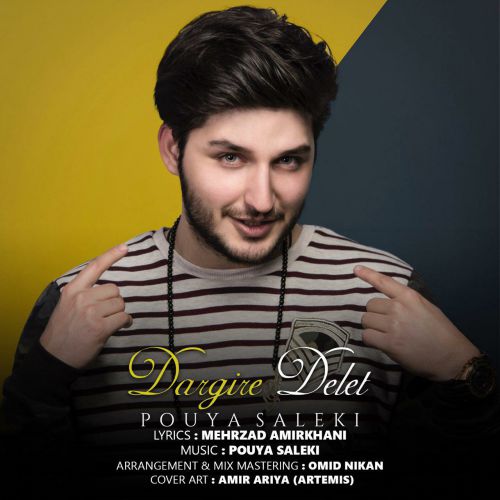 Dargire Delet
POUYA SALEKI
LYRICS : MEHRZAD AMIRKHANI
MUSIC : POUYA SALEKI
ARRANGEMENT & MIX MASTERING : OMID NIKAN
COVER ART : AMIR ARIYA (ARTEMIS)